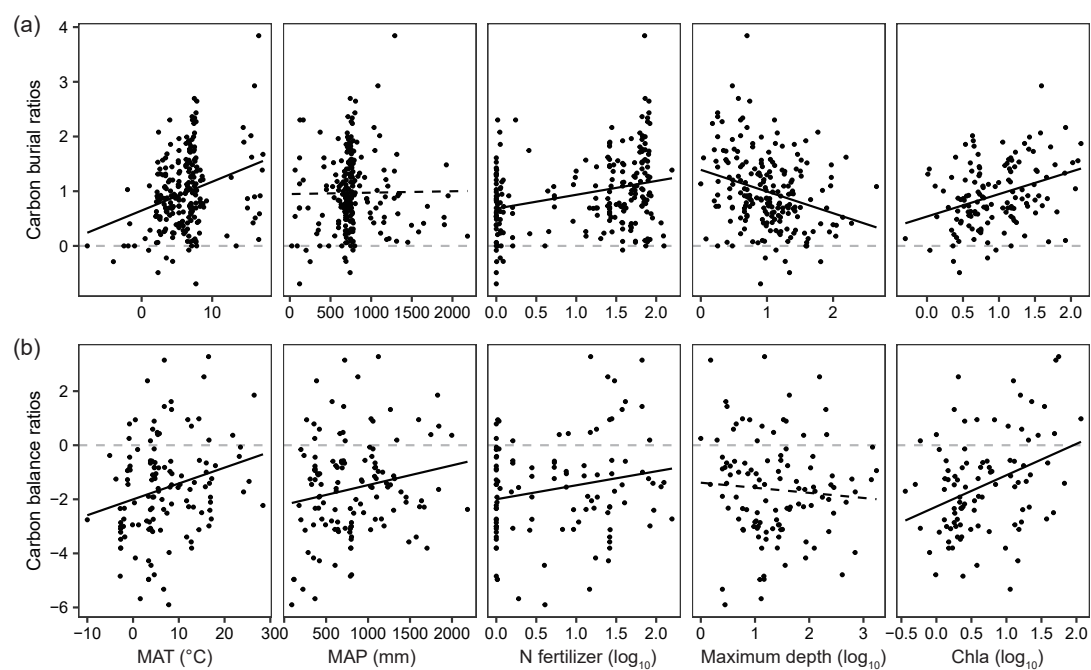 (a)
Carbon burial ratios
4
3
2
1
0
0 10
0 500 1000 1500 2000
0.0 0.5 1.0 1.5 2.0
0 1 2
0.0 0.5 1.0 1.5 2.0
(b)
Carbon balance ratios
2
0
−2
−4
−6
−10 0 10 20 30
0 500 1000 1500 2000
0.0 0.5 1.0 1.5 2.0
0 1 2 3
−0.5 0.0 0.5 1.0 1.5 2.0
MAT (°C) MAP (mm) N fertilizer (log₁₀) Maximum depth (log₁₀) Chla (log₁₀)